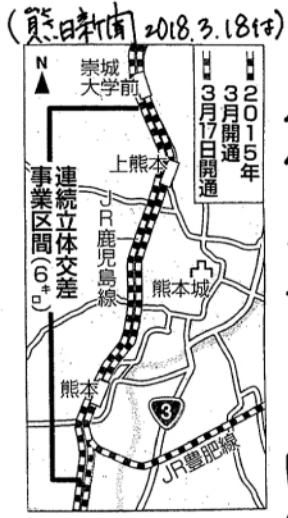 (熊日新聞 2018.3.18付)
N
2015年
3月開通
3月17日開通
崇城
大学前
上熊本
JR鹿児島線
熊本城
連続立体交差
事業区間(6キロ)
熊本
3
JR豊肥線